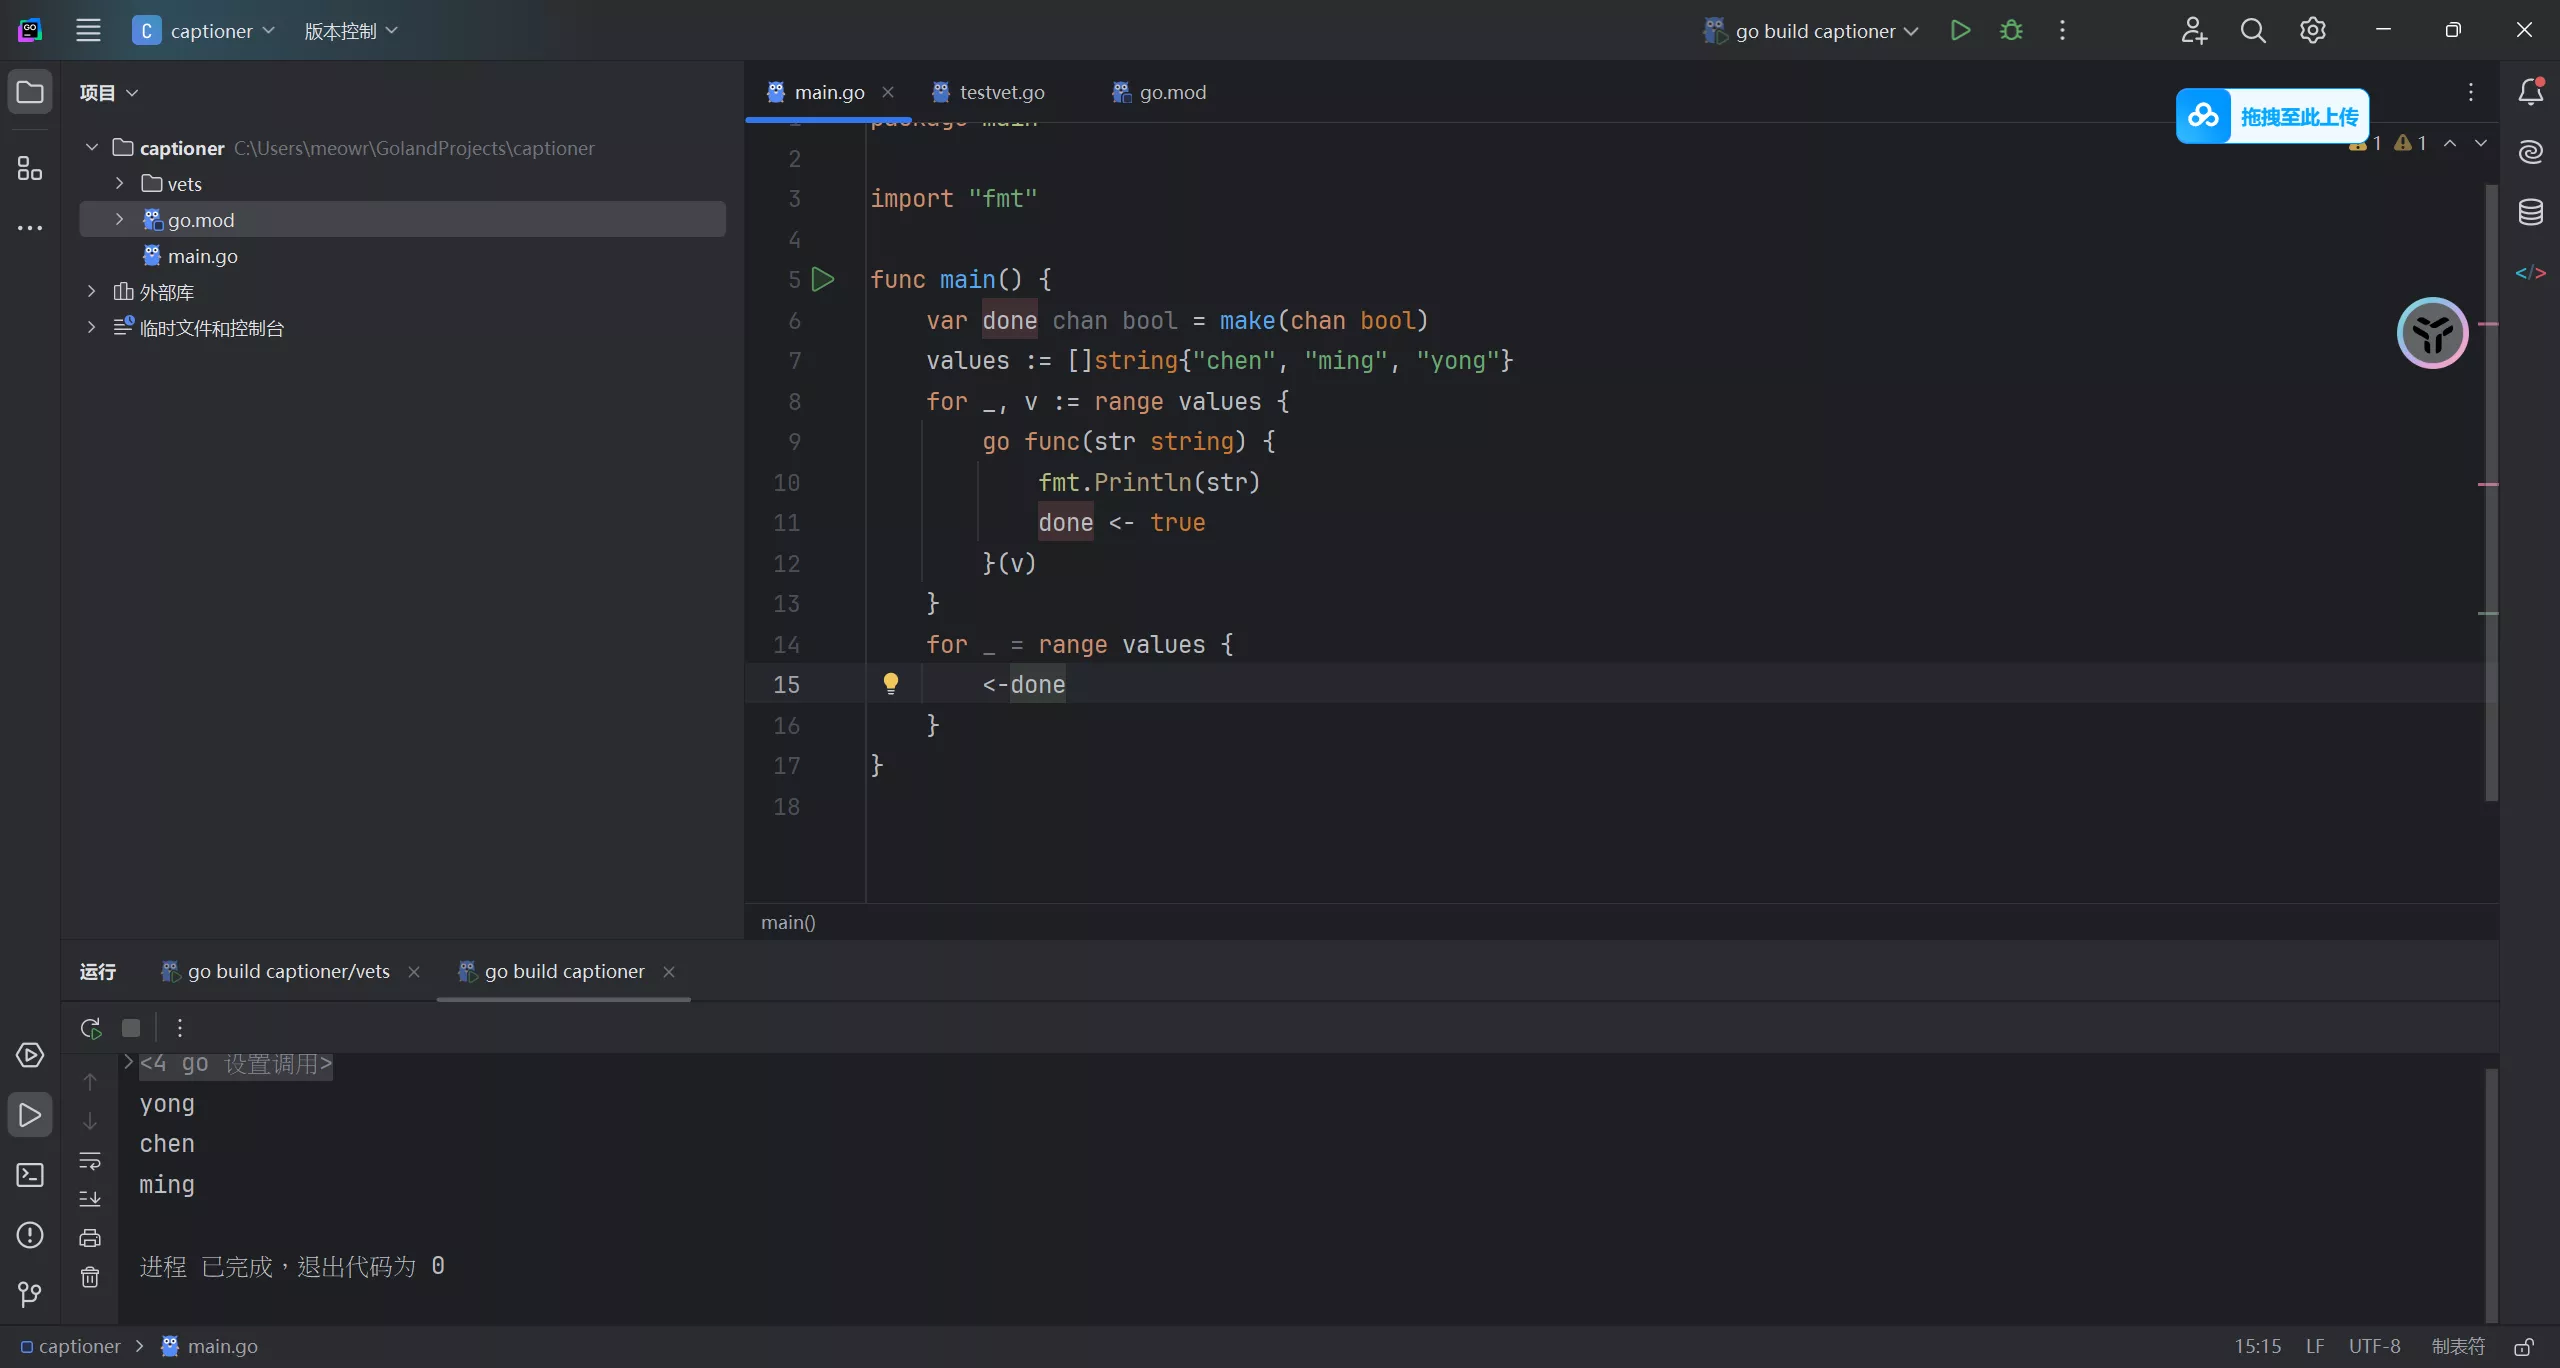 captioner
版本控制
go build captioner
项目
main.go
testvet.go
go.mod
拖拽至此上传
1
1
captioner C:\Users\meowr\GolandProjects\captioner
vets
go.mod
main.go
外部库
临时文件和控制台
1 package main
2
3 import "fmt"
4
5 func main() {
6 var done chan bool = make(chan bool)
7 values := []string{"chen", "ming", "yong"}
8 for _, v := range values {
9 go func(str string) {
10 fmt.Println(str)
11 done <- true
12 }(v)
13 }
14 for _ = range values {
15 <-done
16 }
17 }
18
main()
运行
go build captioner/vets
go build captioner
<4 go 设置调用>
yong
chen
ming
进程 已完成，退出代码为 0
captioner > main.go
15:15 LF UTF-8 制表符